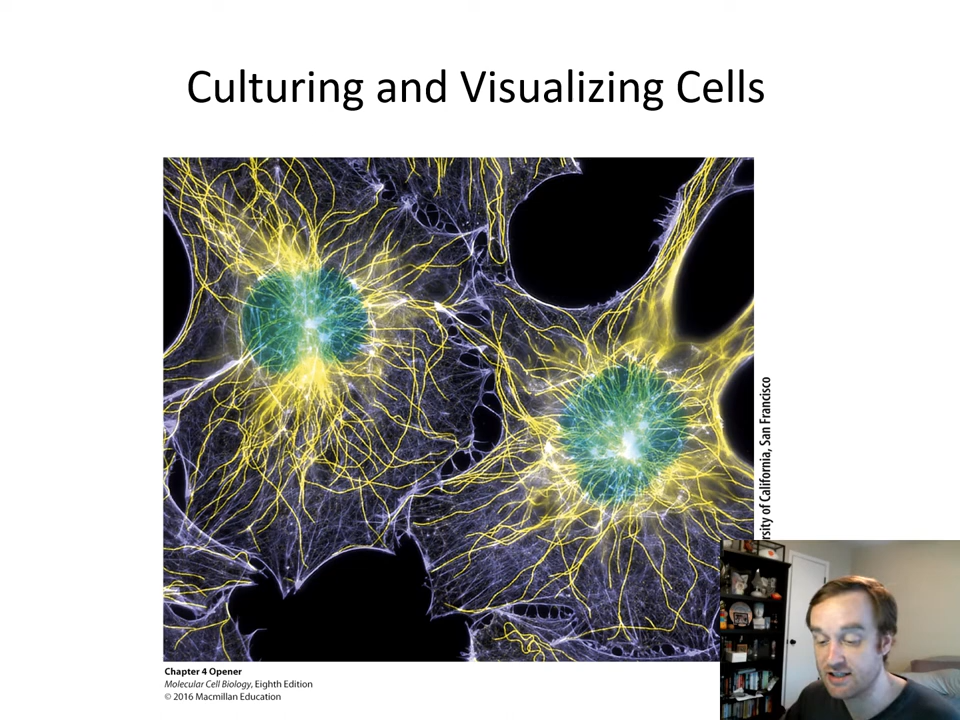 Culturing and Visualizing Cells
rsity of California, San Francisco
Chapter 4 Opener
Molecular Cell Biology, Eighth Edition
© 2016 Macmillan Education